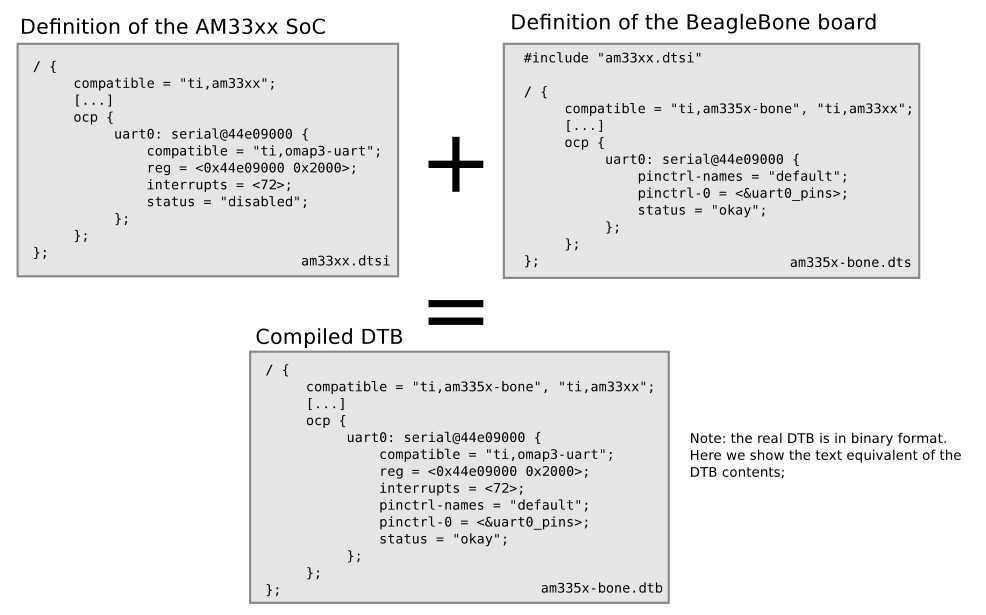 Definition of the AM33xx SoC
/ {
compatible = "ti,am33xx";
[...]
ocp {
uart0: serial@44e09000 {
compatible = "ti,omap3-uart";
reg = <0x44e09000 0x2000>;
interrupts = <72>;
status = "disabled";
};
};
};
am33xx.dtsi
+
Definition of the BeagleBone board
#include "am33xx.dtsi"
/ {
compatible = "ti,am335x-bone", "ti,am33xx";
[...]
ocp {
uart0: serial@44e09000 {
pinctrl-names = "default";
pinctrl-0 = <&uart0_pins>;
status = "okay";
};
};
};
am335x-bone.dts
=
Compiled DTB
/ {
compatible = "ti,am335x-bone", "ti,am33xx";
[...]
ocp {
uart0: serial@44e09000 {
compatible = "ti,omap3-uart";
reg = <0x44e09000 0x2000>;
interrupts = <72>;
pinctrl-names = "default";
pinctrl-0 = <&uart0_pins>;
status = "okay";
};
};
};
am335x-bone.dtb
Note: the real DTB is in binary format.
Here we show the text equivalent of the
DTB contents;